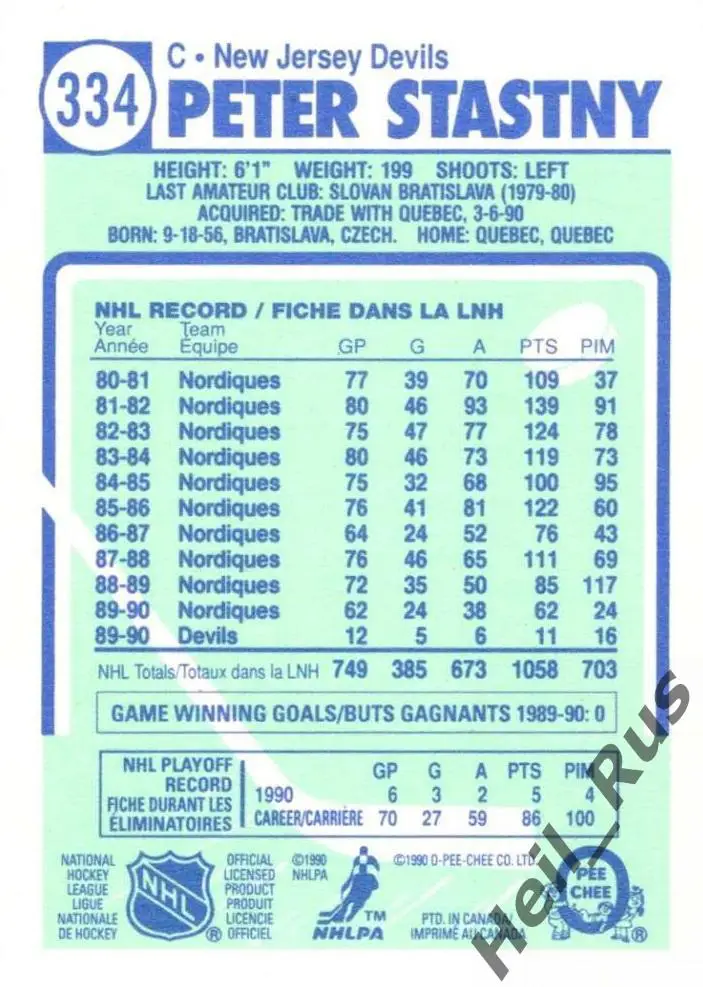 334
C • New Jersey Devils
PETER STASTNY
HEIGHT: 6'1" WEIGHT: 199 SHOOTS: LEFT
LAST AMATEUR CLUB: SLOVAN BRATISLAVA (1979-80)
ACQUIRED: TRADE WITH QUEBEC, 3-6-90
BORN: 9-18-56, BRATISLAVA, CZECH. HOME: QUEBEC, QUEBEC
NHL RECORD / FICHE DANS LA LNH
Year Team
Année Équipe GP G A PTS PIM
80-81 Nordiques 77 39 70 109 37
81-82 Nordiques 80 46 93 139 91
82-83 Nordiques 75 47 77 124 78
83-84 Nordiques 80 46 73 119 73
84-85 Nordiques 75 32 68 100 95
85-86 Nordiques 76 41 81 122 60
86-87 Nordiques 64 24 52 76 43
87-88 Nordiques 76 46 65 111 69
88-89 Nordiques 72 35 50 85 117
89-90 Nordiques 62 24 38 62 24
89-90 Devils 12 5 6 11 16
NHL Totals/Totaux dans la LNH 749 385 673 1058 703
GAME WINNING GOALS/BUTS GAGNANTS 1989-90: 0
NHL PLAYOFF
RECORD
FICHE DURANT LES
ÉLIMINATOIRES
GP G A PTS PIM
1990 6 3 2 5 4
CAREER/CARRIÈRE 70 27 59 86 100
NATIONAL
HOCKEY
LEAGUE
LIGUE
NATIONALE
DE HOCKEY
NHL
®
OFFICIAL
LICENSED
PRODUCT
PRODUIT
LICENCIE
OFFICIEL
©1990
NHLPA
TM
NHLPA
©1990 O-PEE-CHEE CO. LTD.
PTD. IN CANADA/
IMPRIMÉ AU CANADA
O
PEE
CHEE
®
Heil_Rus